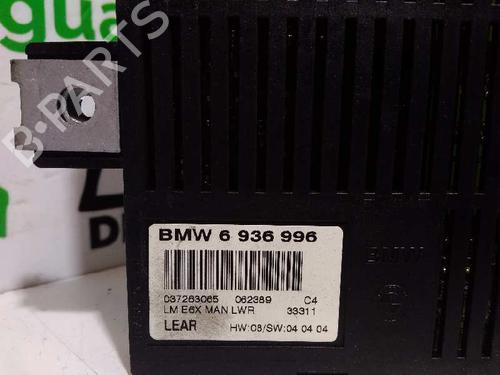 B-PARTS
BMW 6 936 996
037263065 062389 C4
LM E6X MAN LWR 33311
LEAR HW:08/SW:04 04 04
BMW